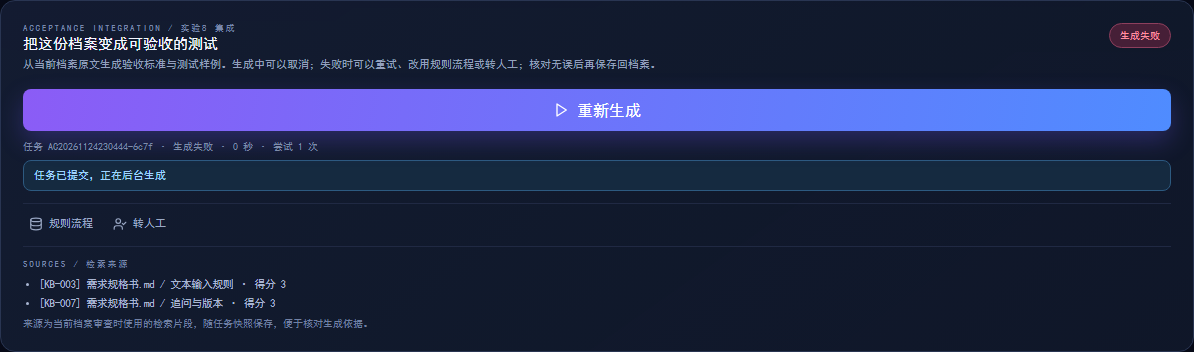 ACCEPTANCE INTEGRATION / 实验8 集成
把这份档案变成可验收的测试
生成失败
从当前档案原文生成验收标准与测试样例。生成中可以取消；失败时可以重试、改用规则流程或转人工；核对无误后再保存回档案。
重新生成
任务 AC20261124230444-6c7f · 生成失败 · 0 秒 · 尝试 1 次
任务已提交，正在后台生成
规则流程 转人工
SOURCES / 检索来源
• [KB-003] 需求规格书.md / 文本输入规则 · 得分 3
• [KB-007] 需求规格书.md / 追问与版本 · 得分 3
来源为当前档案审查时使用的检索片段，随任务快照保存，便于核对生成依据。